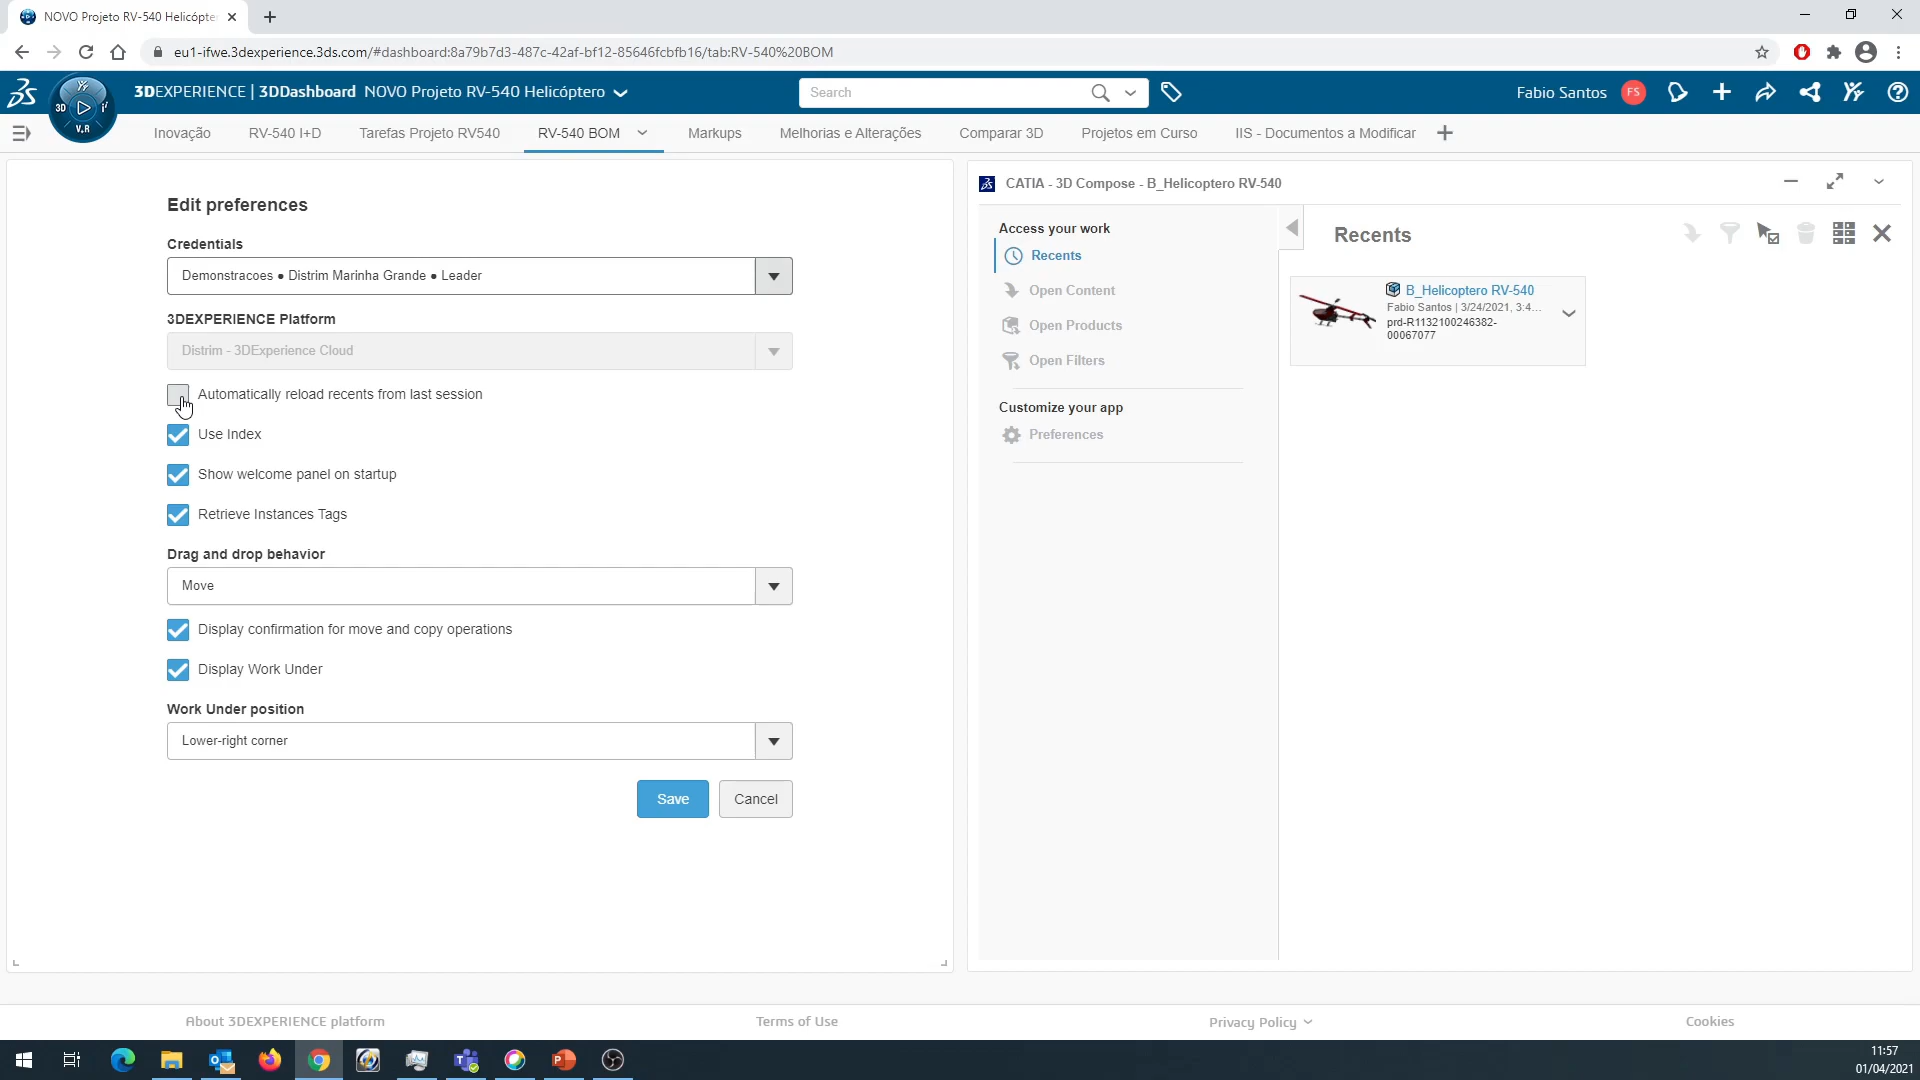 NOVO Projeto RV-540 Helicópter
eu1-ifwe.3dexperience.3ds.com/#dashboard:8a79b7d3-487c-42af-bf12-85646fcbfb16/tab:RV-540%20BOM
3D
V.R
3DEXPERIENCE | 3DDashboard NOVO Projeto RV-540 Helicóptero
Search
Fabio Santos
FS
Inovação
RV-540 I+D
Tarefas Projeto RV540
RV-540 BOM
Markups
Melhorias e Alterações
Comparar 3D
Projetos em Curso
IIS - Documentos a Modificar
Edit preferences
Credentials
Demonstracoes ● Distrim Marinha Grande ● Leader
3DEXPERIENCE Platform
Distrim - 3DExperience Cloud
Automatically reload recents from last session
Use Index
Show welcome panel on startup
Retrieve Instances Tags
Drag and drop behavior
Move
Display confirmation for move and copy operations
Display Work Under
Work Under position
Lower-right corner
Save
Cancel
CATIA - 3D Compose - B_Helicoptero RV-540
Access your work
Recents
Open Content
Open Products
Open Filters
Customize your app
Preferences
Recents
B_Helicoptero RV-540
Fabio Santos | 3/24/2021, 3:4...
prd-R1132100246382-
00067077
About 3DEXPERIENCE platform
Terms of Use
Privacy Policy
Cookies
11:57
01/04/2021